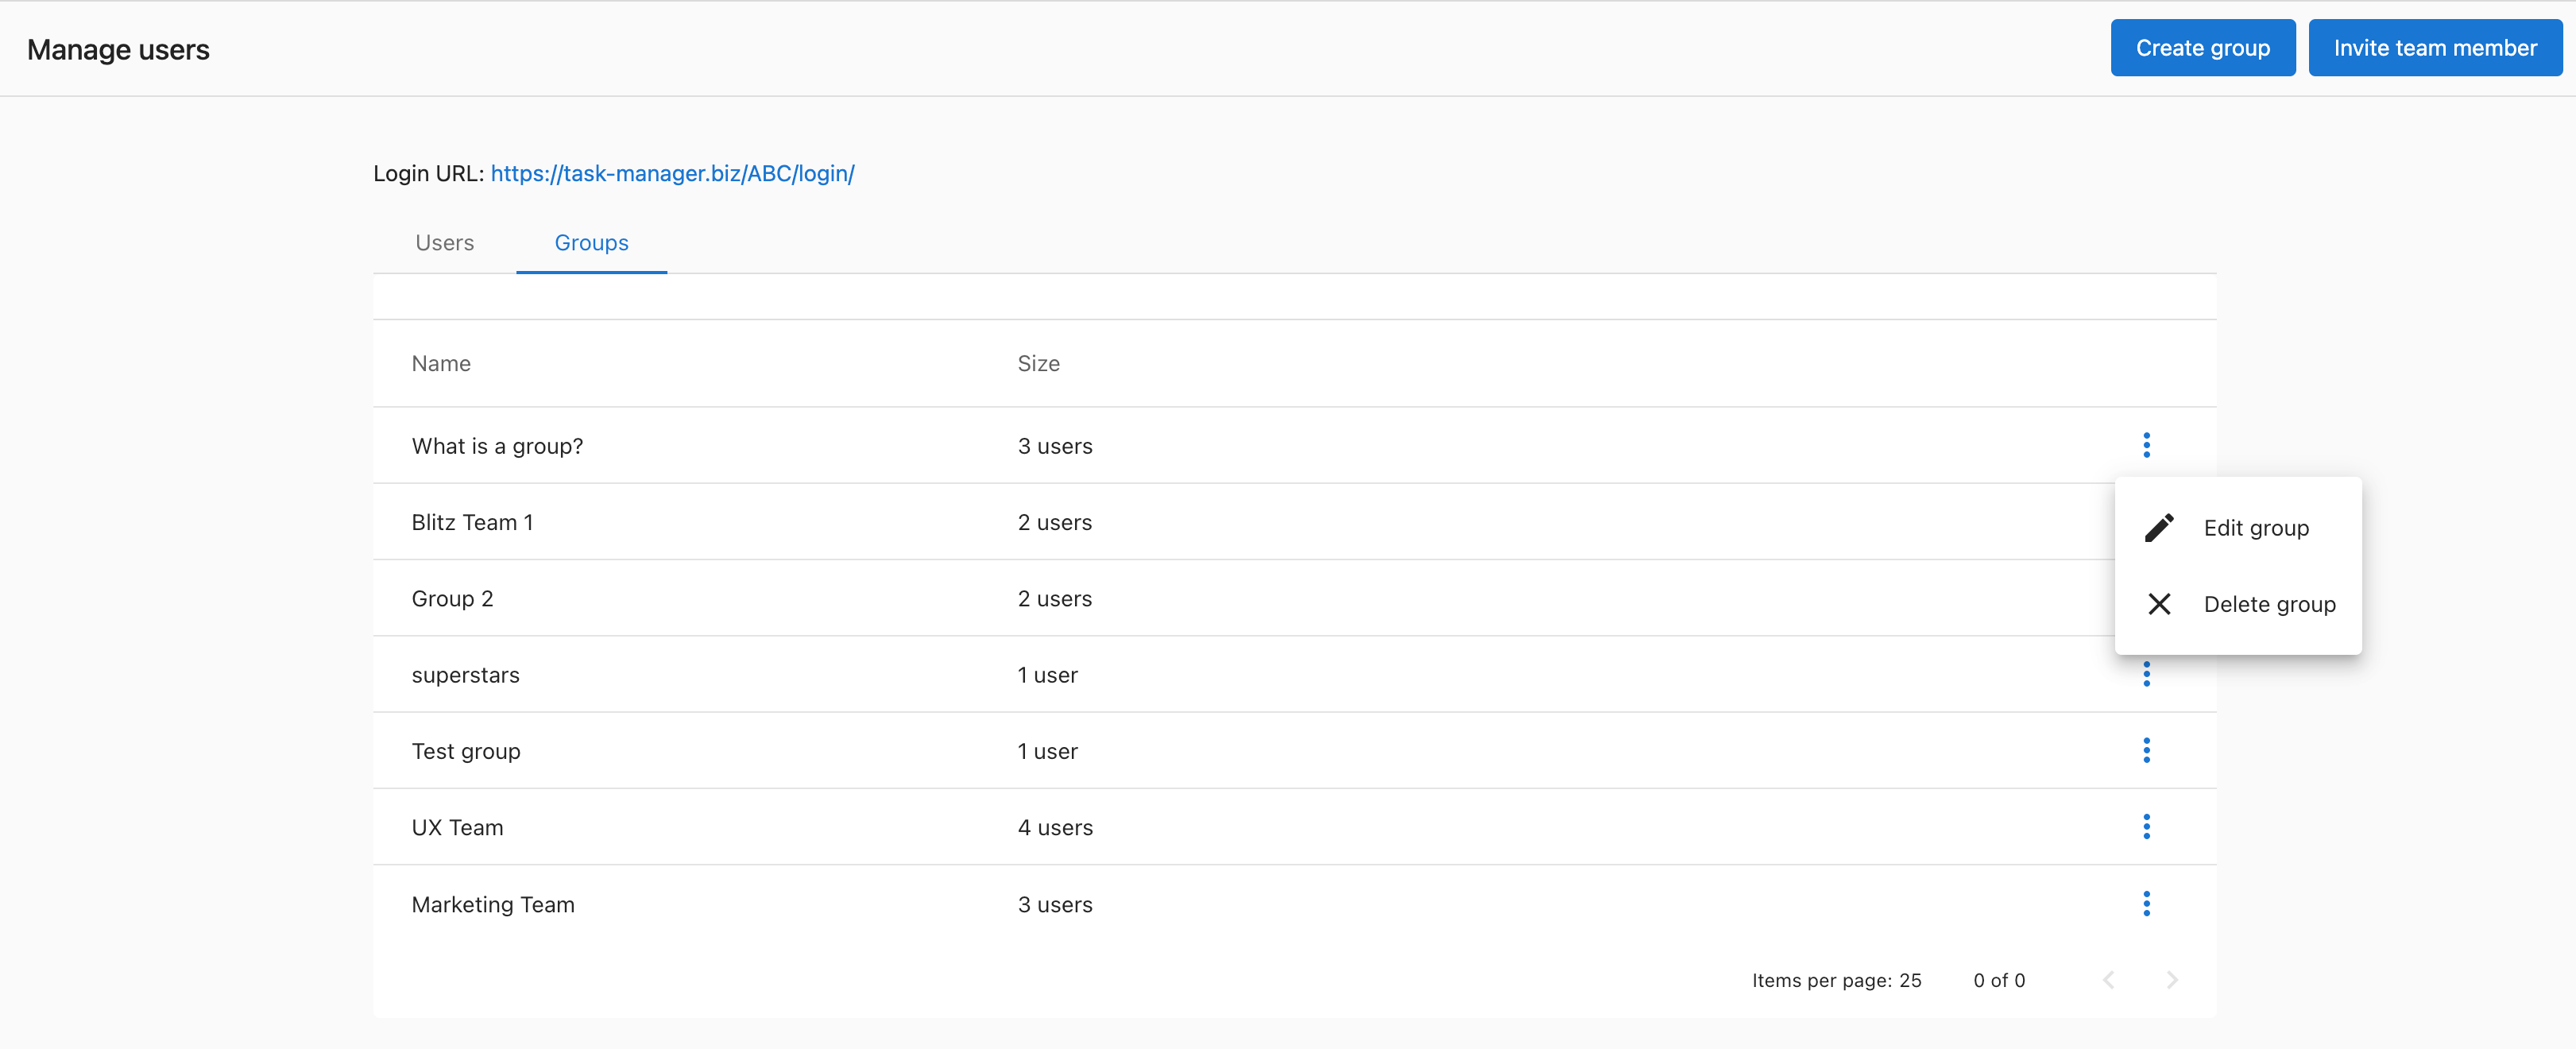 Manage users
Create group
Invite team member
Login URL: https://task-manager.biz/ABC/login/
Users
Groups
Name
Size
What is a group?
3 users
Blitz Team 1
2 users
Edit group
Group 2
2 users
Delete group
superstars
1 user
Test group
1 user
UX Team
4 users
Marketing Team
3 users
Items per page: 25
0 of 0